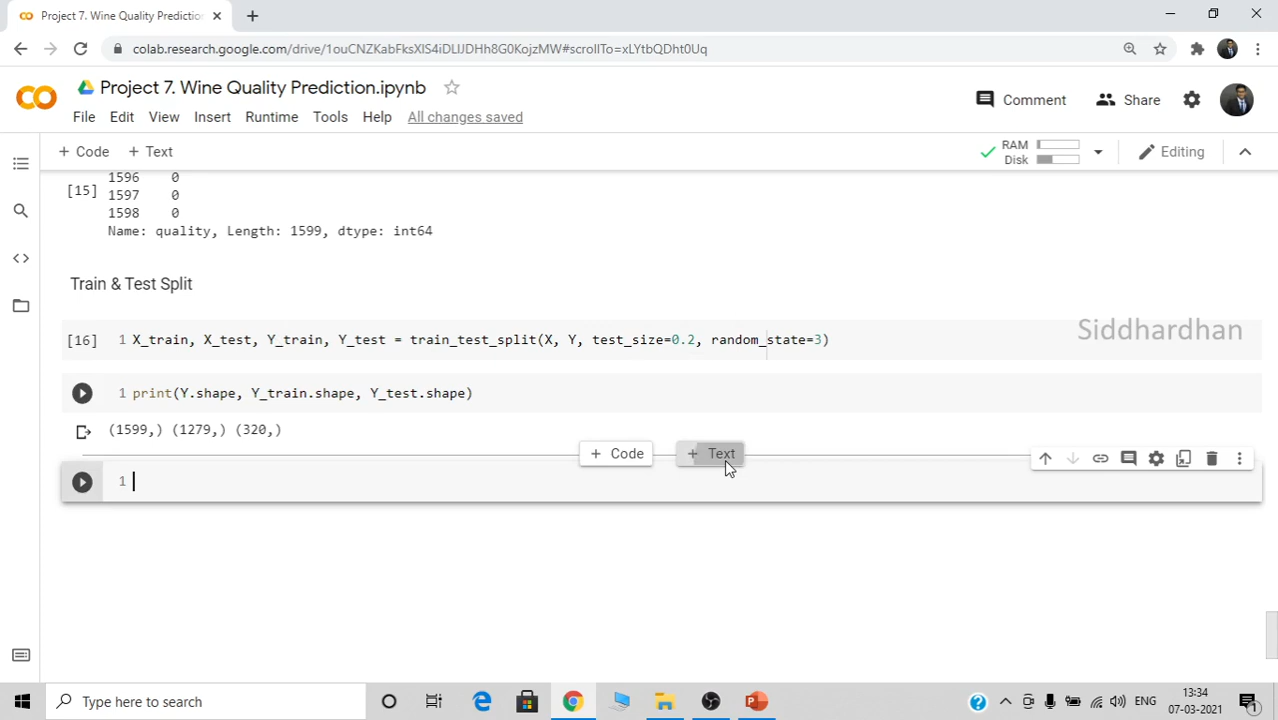 Project 7. Wine Quality Prediction
colab.research.google.com/drive/1ouCNZKabFksXIS4iDLIJDHh8G0KojzMW#scrollTo=xLYtbQDht0Uq
Project 7. Wine Quality Prediction.ipynb
Comment
Share
File Edit View Insert Runtime Tools Help All changes saved
+ Code + Text
RAM
Disk
Editing
1596 0
[15]
1597 0
1598 0
Name: quality, Length: 1599, dtype: int64
Train & Test Split
Siddhardhan
[16] 1 X_train, X_test, Y_train, Y_test = train_test_split(X, Y, test_size=0.2, random_state=3)
1 print(Y.shape, Y_train.shape, Y_test.shape)
(1599,) (1279,) (320,)
+ Code + Text
1
Type here to search
ENG
13:34
07-03-2021
1